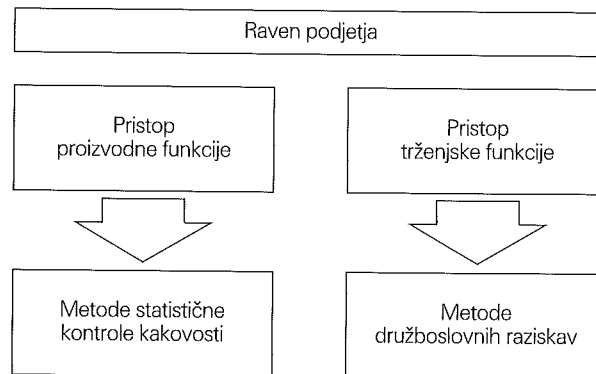 Raven podjetja
Pristop
proizvodne funkcije
Pristop
trženjske funkcije
Metode statistične
kontrole kakovosti
Metode
družboslovnih raziskav